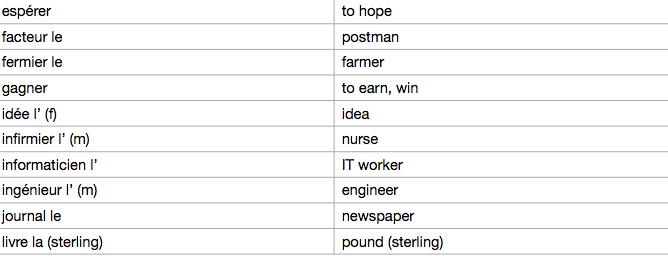 espérer to hope
facteur le postman
fermier le farmer
gagner to earn, win
idée l’ (f) idea
infirmier l’ (m) nurse
informaticien l’ IT worker
ingénieur l’ (m) engineer
journal le newspaper
livre la (sterling) pound (sterling)